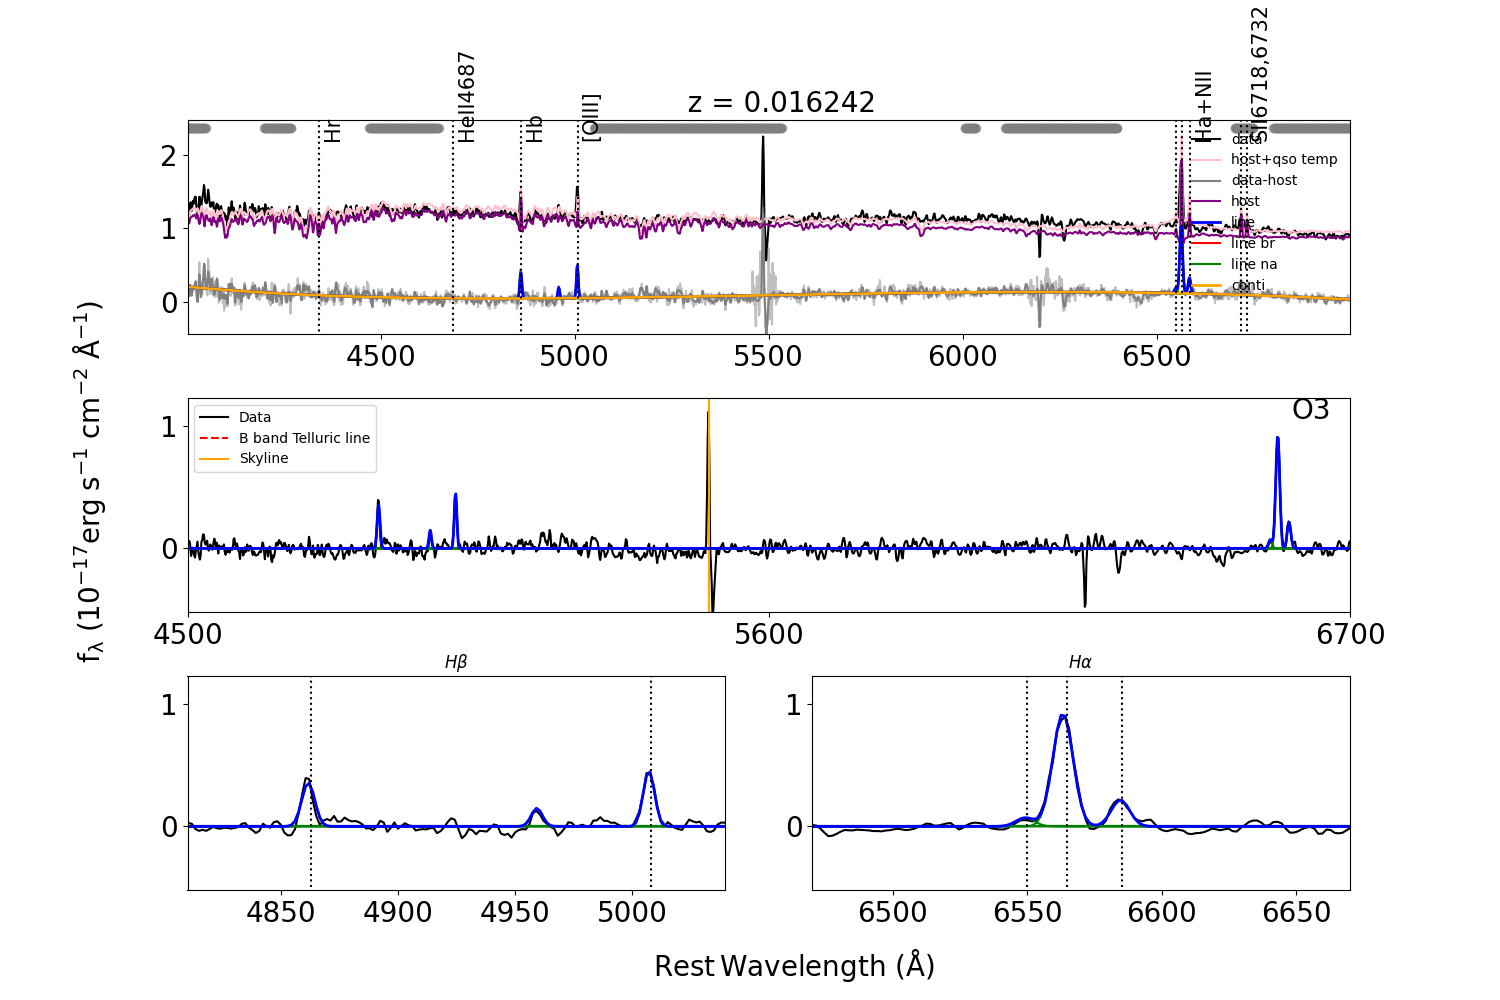 Hr
HeII4687
Hb
[OIII]
Ha+NII
SII6718,6732
z = 0.016242
2
1
0
data
host+qso temp
data-host
host
line
line br
line na
conti
4500 5000 5500 6000 6500
fλ (10⁻¹⁷erg s⁻¹ cm⁻² Å⁻¹)
O3
1
0
Data
B band Telluric line
Skyline
4500 5600 6700
Hβ
1
0
4850 4900 4950 5000
Hα
1
0
6500 6550 6600 6650
Rest Wavelength (Å)